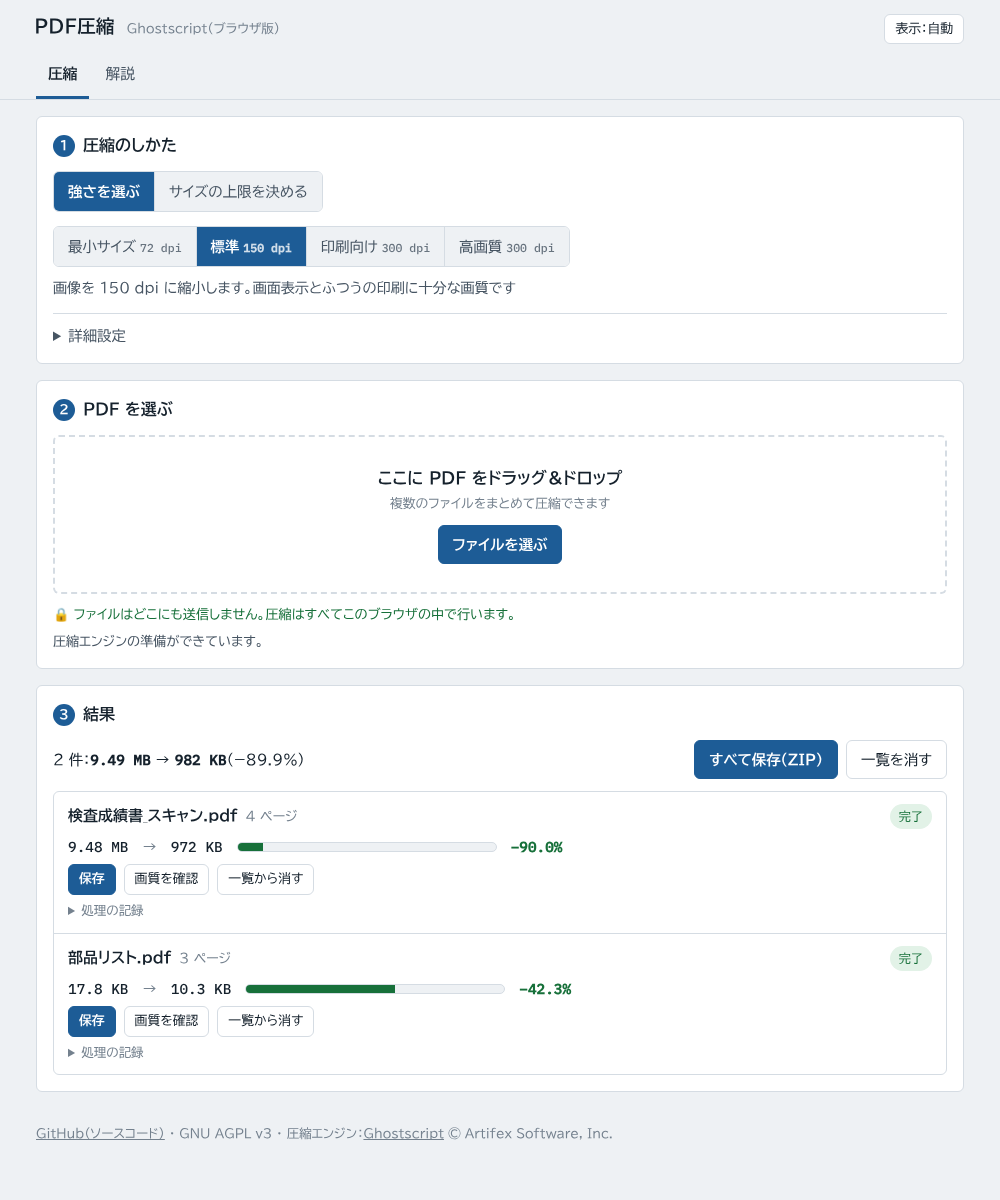 PDF圧縮 Ghostscript(ブラウザ版)
表示:自動
圧縮 解説
1 圧縮のしかた
強さを選ぶ サイズの上限を決める
最小サイズ 72 dpi 標準 150 dpi 印刷向け 300 dpi 高画質 300 dpi
画像を 150 dpi に縮小します。画面表示とふつうの印刷に十分な画質です
▶ 詳細設定
2 PDF を選ぶ
ここに PDF をドラッグ&ドロップ
複数のファイルをまとめて圧縮できます
ファイルを選ぶ
🔒 ファイルはどこにも送信しません。圧縮はすべてこのブラウザの中で行います。
圧縮エンジンの準備ができています。
3 結果
2 件:9.49 MB → 982 KB(−89.9%)
すべて保存(ZIP) 一覧を消す
検査成績書_スキャン.pdf 4 ページ
完了
9.48 MB → 972 KB −90.0%
保存 画質を確認 一覧から消す
▶ 処理の記録
部品リスト.pdf 3 ページ
完了
17.8 KB → 10.3 KB −42.3%
保存 画質を確認 一覧から消す
▶ 処理の記録
GitHub(ソースコード) · GNU AGPL v3 · 圧縮エンジン:Ghostscript © Artifex Software, Inc.